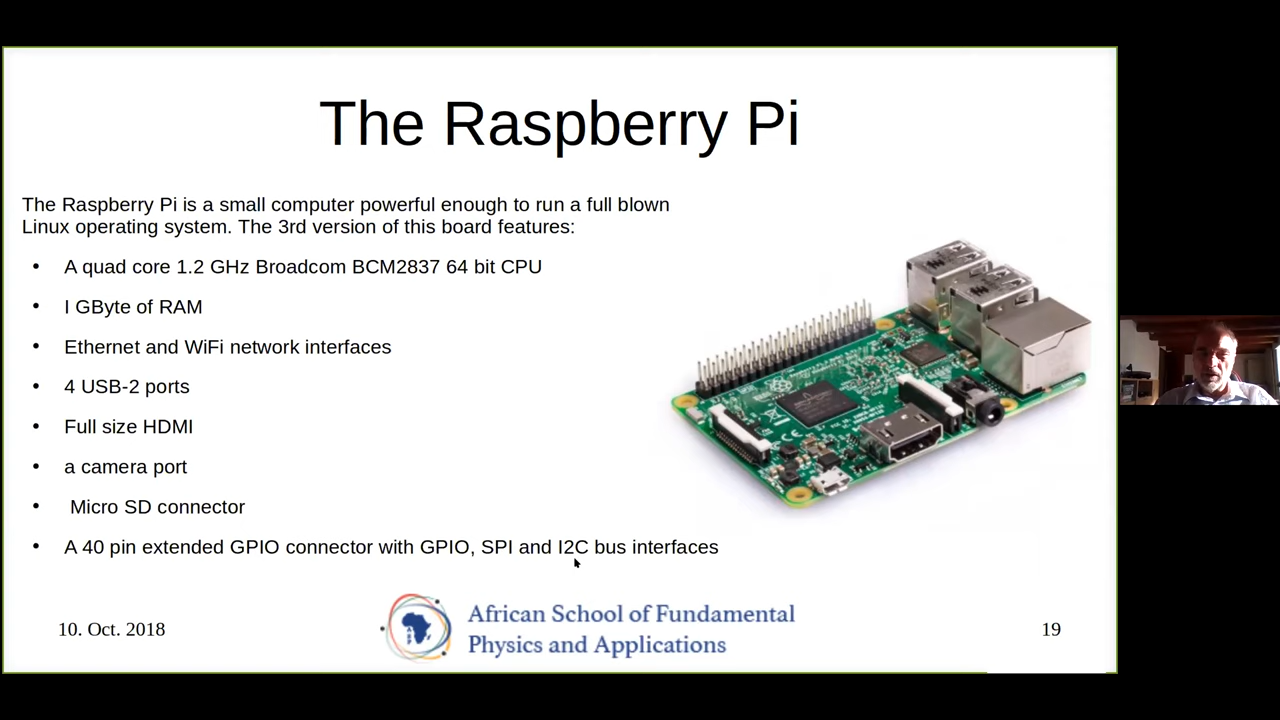 The Raspberry Pi
The Raspberry Pi is a small computer powerful enough to run a full blown
Linux operating system. The 3rd version of this board features:
• A quad core 1.2 GHz Broadcom BCM2837 64 bit CPU
• I GByte of RAM
• Ethernet and WiFi network interfaces
• 4 USB-2 ports
• Full size HDMI
• a camera port
• Micro SD connector
• A 40 pin extended GPIO connector with GPIO, SPI and I2C bus interfaces
10. Oct. 2018
African School of Fundamental
Physics and Applications
19